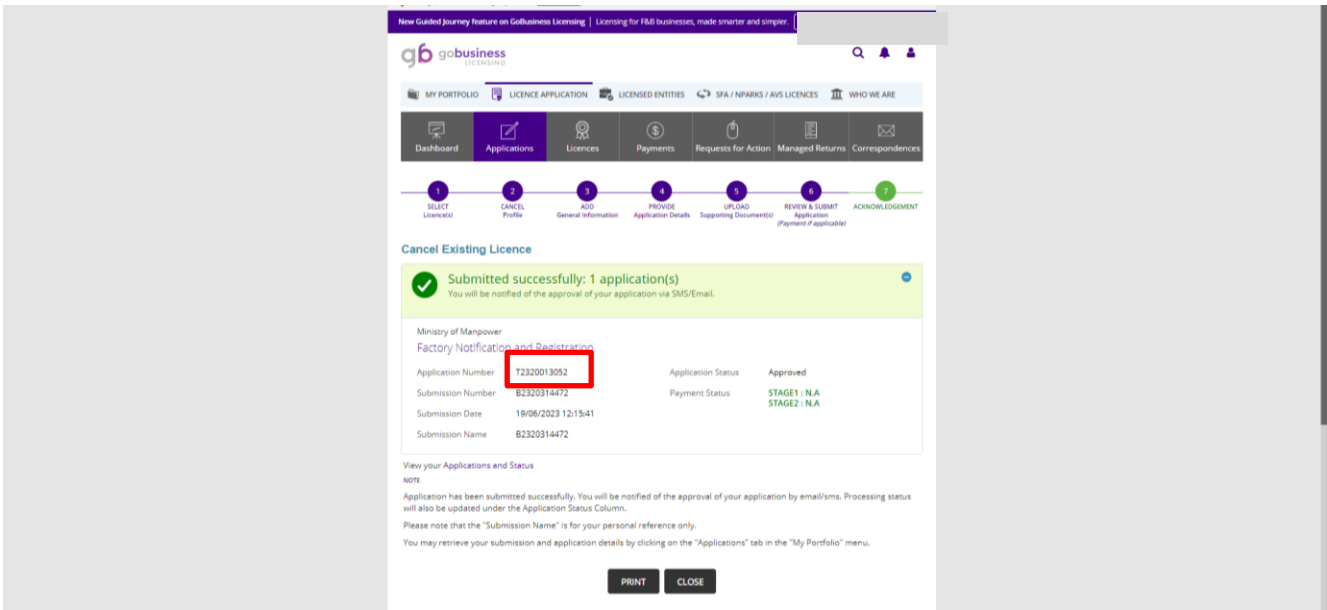 New Guided Journey feature on GoBusiness Licensing | Licensing for F&B businesses, made smarter and simpler.
gb gobusiness
LICENSING
MY PORTFOLIO LICENCE APPLICATION LICENSED ENTITIES SFA / NPARKS / AVS LICENCES WHO WE ARE
Dashboard Applications Licences Payments Requests for Action Managed Returns Correspondences
1 2 3 4 5 6 7
SELECT CANCEL ADD PROVIDE UPLOAD REVIEW & SUBMIT ACKNOWLEDGEMENT
Licence(s) Profile General Information Application Details Supporting Document(s) Application
(Payment if applicable)
Cancel Existing Licence
Submitted successfully: 1 application(s)
You will be notified of the approval of your application via SMS/Email.
Ministry of Manpower
Factory Notification and Registration
Application Number T2320013052 Application Status Approved
Submission Number B2320314472 Payment Status STAGE1 : N.A
STAGE2 : N.A
Submission Date 19/06/2023 12:15:41
Submission Name B2320314472
View your Applications and Status
NOTE
Application has been submitted successfully. You will be notified of the approval of your application by email/sms. Processing status
will also be updated under the Application Status Column.
Please note that the "Submission Name" is for your personal reference only.
You may retrieve your submission and application details by clicking on the "Applications" tab in the "My Portfolio" menu.
PRINT CLOSE